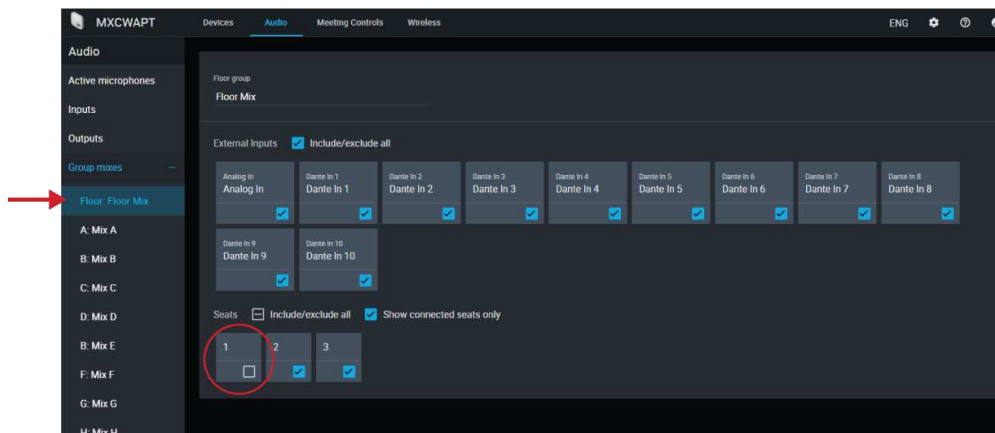 MXCWAPT
Devices Audio Meeting Controls Wireless ENG
Audio
Active microphones
Inputs
Outputs
Group mixes
Floor: Floor Mix
A: Mix A
B: Mix B
C: Mix C
D: Mix D
B: Mix E
F: Mix F
G: Mix G
H: Mix H
Floor group
Floor Mix
External Inputs Include/exclude all
Analog In Dante In 1 Dante In 2 Dante In 3 Dante In 4 Dante In 5 Dante In 6 Dante In 7 Dante In 8
Analog In Dante In 1 Dante In 2 Dante In 3 Dante In 4 Dante In 5 Dante In 6 Dante In 7 Dante In 8
Dante In 9 Dante In 10
Dante In 9 Dante In 10
Seats Include/exclude all Show connected seats only
1 2 3